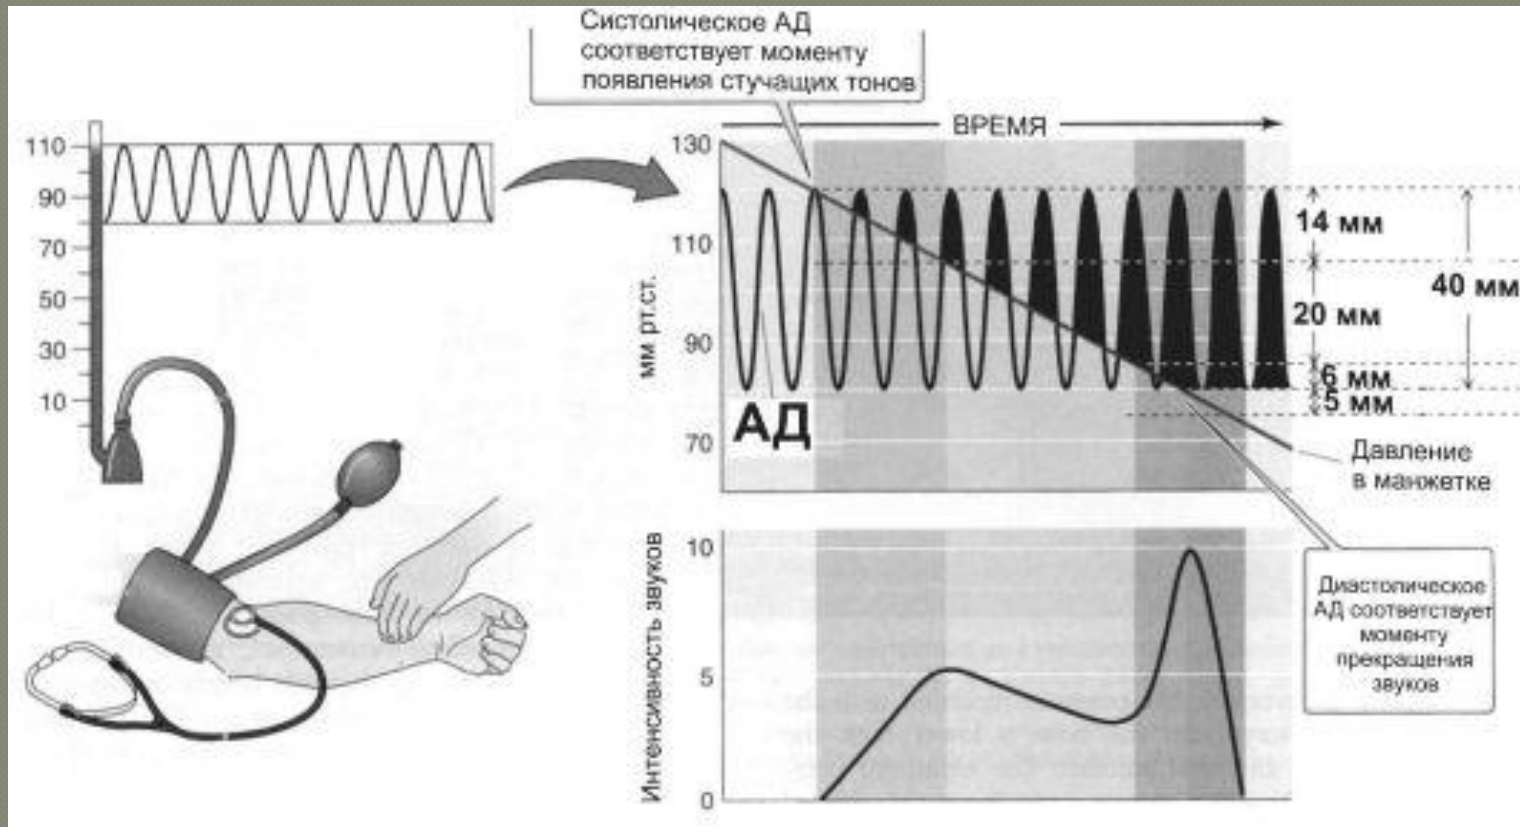 Систолическое АД
соответствует моменту
появления стучащих тонов
ВРЕМЯ
110
90
70
50
30
10
130
110
90
70
мм рт.ст.
АД
14 мм
20 мм
6 мм
5 мм
40 мм
Давление
в манжетке
Интенсивность звуков
10
5
0
Диастолическое
АД соответствует
моменту
прекращения
звуков